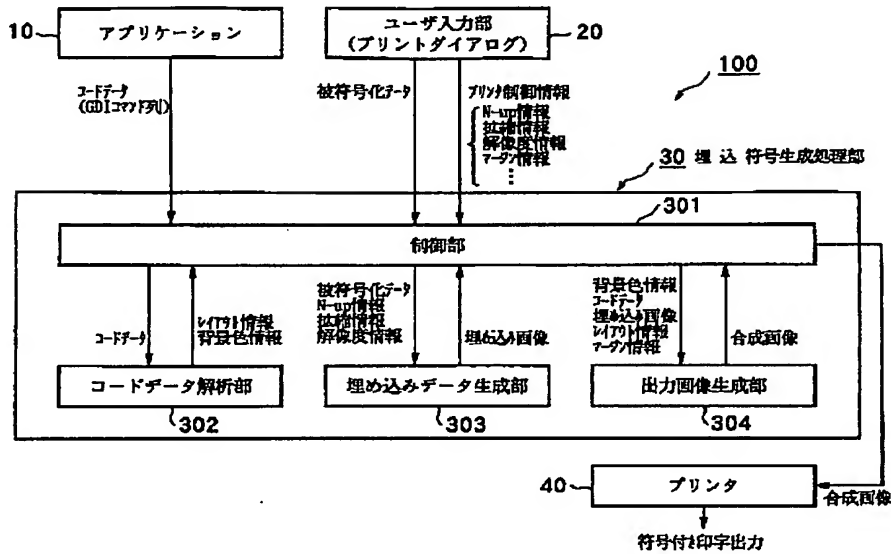 10
アプリケーション
ユーザ入力部
(プリントダイアログ)
20
100
コードデータ
(GDIコマンド列)
被符号化データ
プリンタ制御情報
N-up情報
拡縮情報
解像度情報
マージン情報
⋮
30 埋込 符号生成処理部
301
制御部
コードデータ
レイアウト情報
背景色情報
被符号化データ
N-up情報
拡縮情報
解像度情報
埋め込み画像
背景色情報
コードデータ
埋め込み画像
レイアウト情報
マージン情報
合成画像
コードデータ解析部
302
埋め込みデータ生成部
303
出力画像生成部
304
40
プリンタ
合成画像
符号付き印字出力